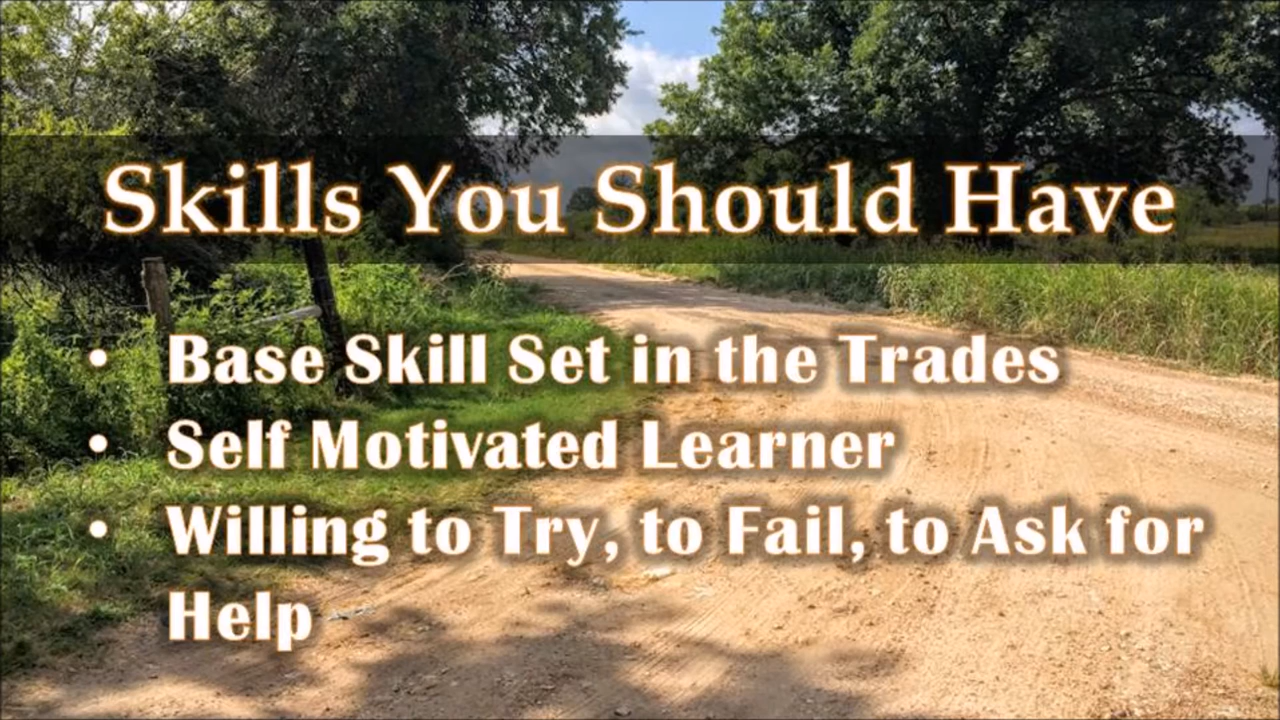 Skills You Should Have
• Base Skill Set in the Trades
• Self Motivated Learner
• Willing to Try, to Fail, to Ask for
Help